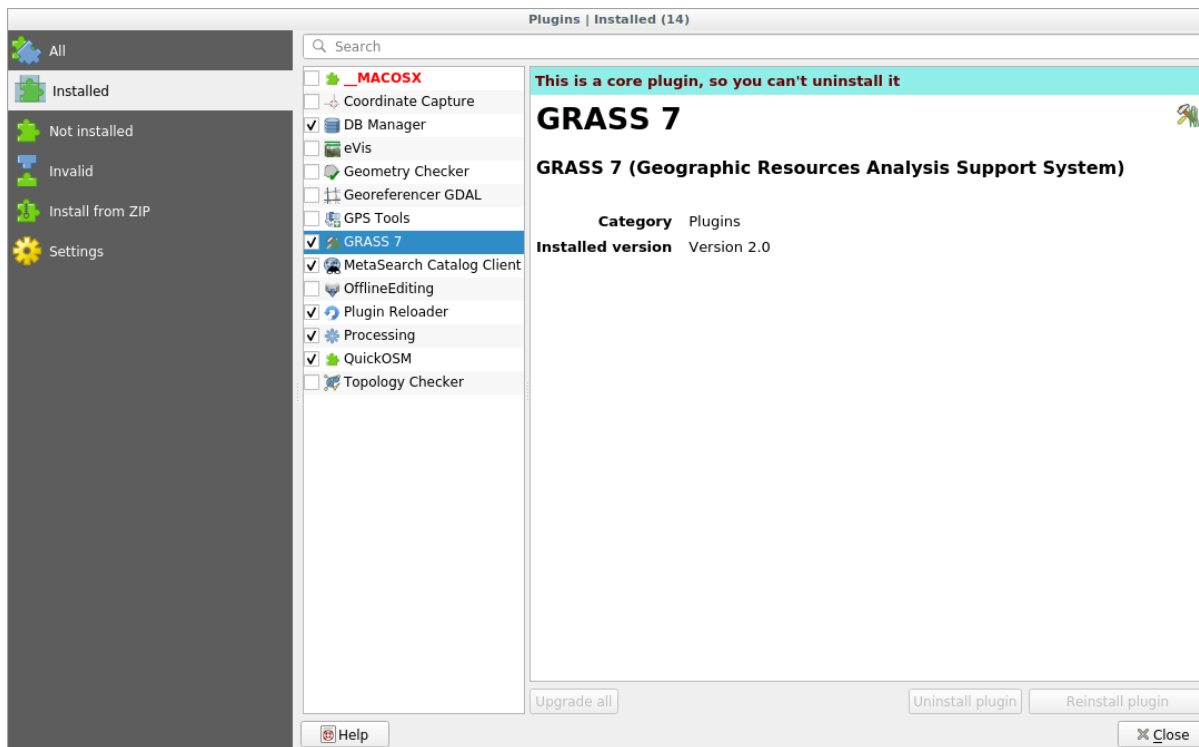 Plugins | Installed (14)
All
Installed
Not installed
Invalid
Install from ZIP
Settings
Search
__MACOSX
Coordinate Capture
DB Manager
eVis
Geometry Checker
Georeferencer GDAL
GPS Tools
GRASS 7
MetaSearch Catalog Client
OfflineEditing
Plugin Reloader
Processing
QuickOSM
Topology Checker
This is a core plugin, so you can't uninstall it
GRASS 7
GRASS 7 (Geographic Resources Analysis Support System)
Category Plugins
Installed version Version 2.0
Upgrade all Uninstall plugin Reinstall plugin
Help Close